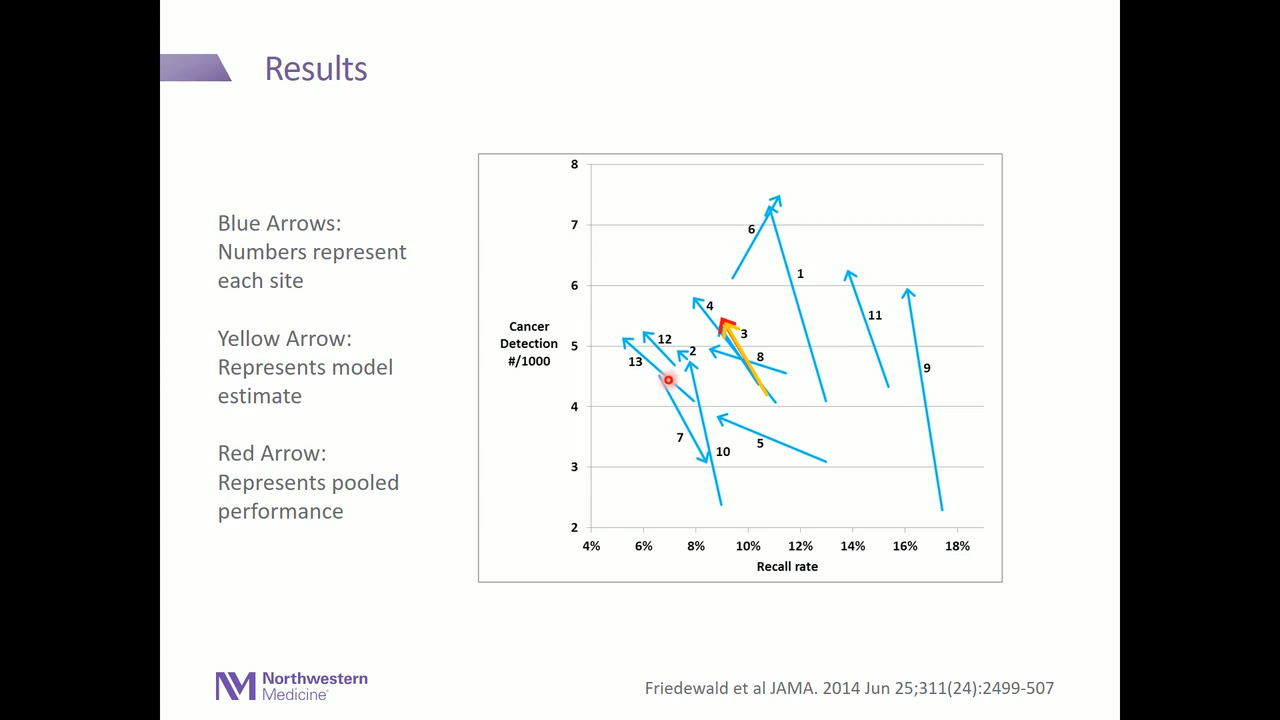 Results
Blue Arrows:
Numbers represent
each site
Yellow Arrow:
Represents model
estimate
Red Arrow:
Represents pooled
performance
8
7
6
5
4
3
2
Cancer
Detection
#/1000
6
1
4
11
3
12
2
8
13
9
7
5
10
4%
6%
8%
10%
12%
14%
16%
18%
Recall rate
Northwestern
Medicine®
Friedewald et al JAMA. 2014 Jun 25;311(24):2499-507